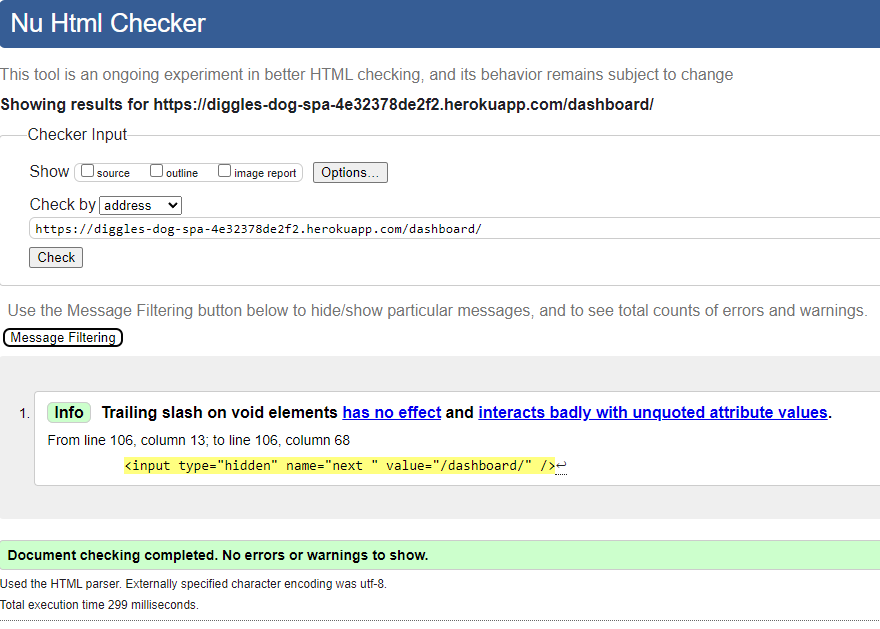 Nu Html Checker
This tool is an ongoing experiment in better HTML checking, and its behavior remains subject to change
Showing results for https://diggles-dog-spa-4e32378de2f2.herokuapp.com/dashboard/
Checker Input
Show source outline image report Options...
Check by address
https://diggles-dog-spa-4e32378de2f2.herokuapp.com/dashboard/
Check
Use the Message Filtering button below to hide/show particular messages, and to see total counts of errors and warnings.
Message Filtering
1. Info Trailing slash on void elements has no effect and interacts badly with unquoted attribute values.
From line 106, column 13; to line 106, column 68
<input type="hidden" name="next " value="/dashboard/" />↩
Document checking completed. No errors or warnings to show.
Used the HTML parser. Externally specified character encoding was utf-8.
Total execution time 299 milliseconds.